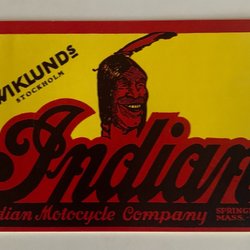 WIKLUNDS
STOCKHOLM
Indian
dian Motocycle Company
SPRING
MASS.